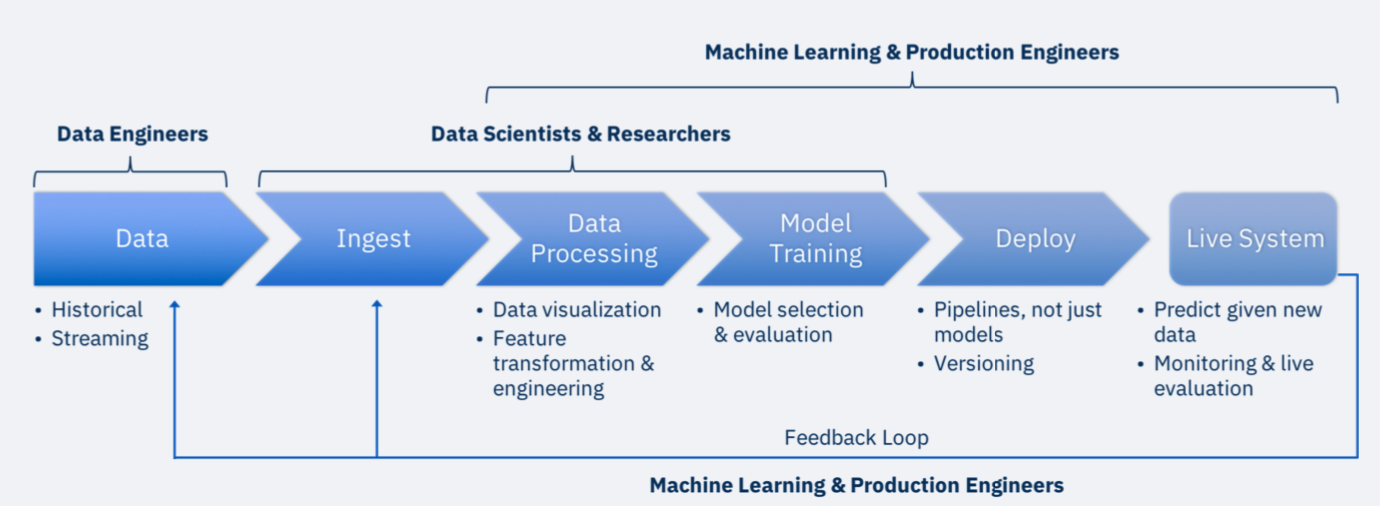 Machine Learning & Production Engineers
Data Engineers
Data Scientists & Researchers
Data
Ingest
Data
Processing
Model
Training
Deploy
Live System
• Historical
• Streaming
• Data visualization
• Feature
transformation &
engineering
• Model selection
& evaluation
• Pipelines, not just
models
• Versioning
• Predict given new
data
• Monitoring & live
evaluation
Feedback Loop
Machine Learning & Production Engineers